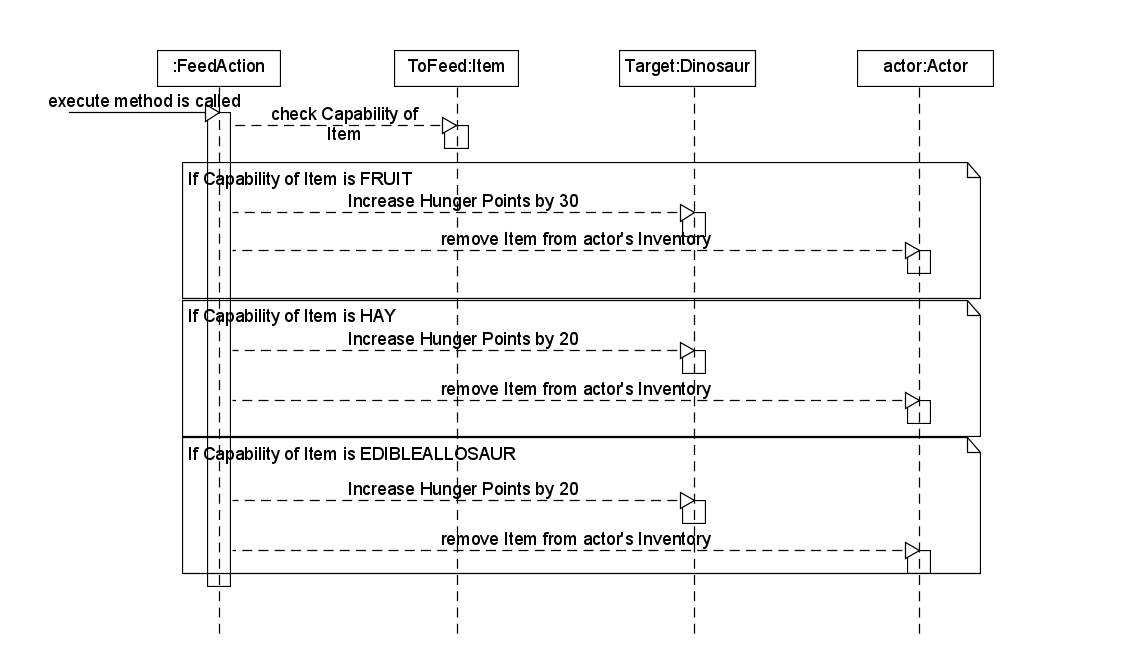 :FeedAction
ToFeed:Item
Target:Dinosaur
actor:Actor
execute method is called
check Capability of
Item
If Capability of Item is FRUIT
Increase Hunger Points by 30
remove Item from actor's Inventory
If Capability of Item is HAY
Increase Hunger Points by 20
remove Item from actor's Inventory
If Capability of Item is EDIBLEALLOSAUR
Increase Hunger Points by 20
remove Item from actor's Inventory